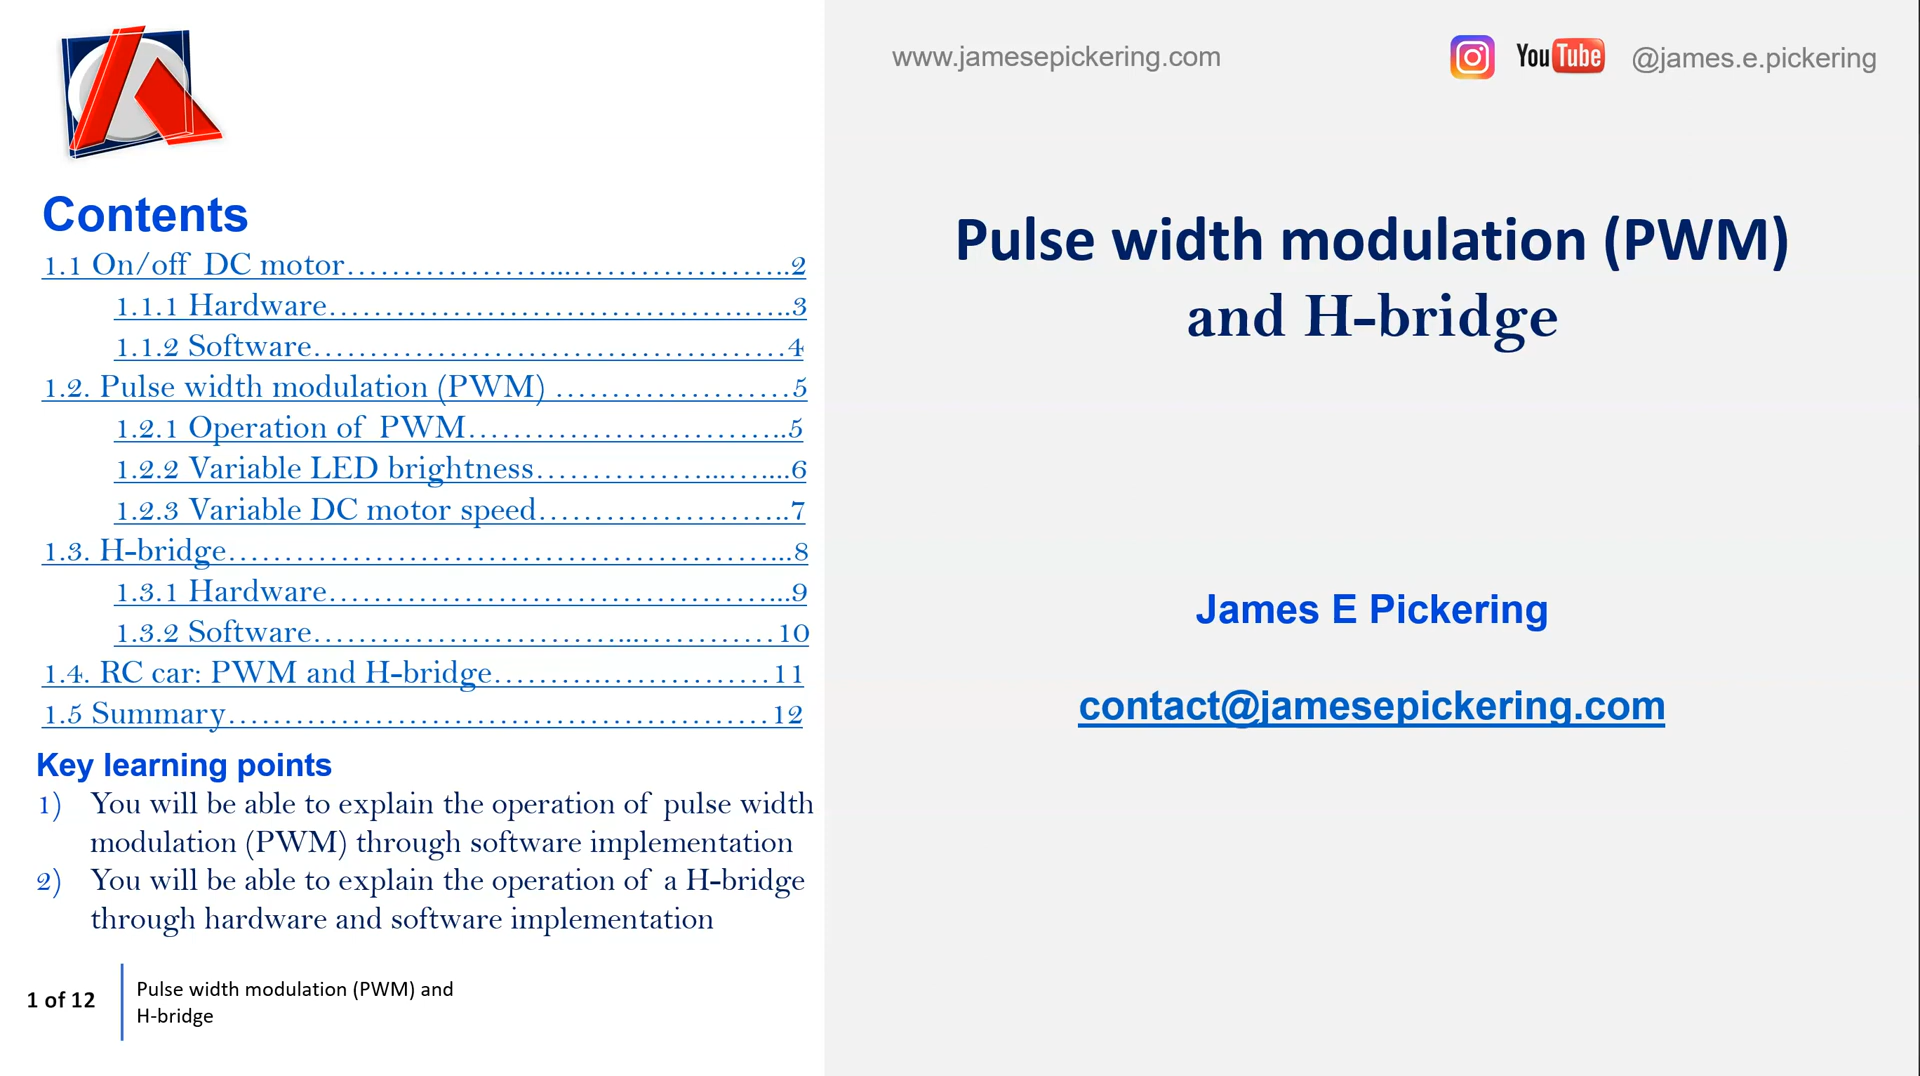 Contents
1.1 On/off DC motor…………………...…………………..2
1.1.1 Hardware……………………………………….…..3
1.1.2 Software……………………………………………4
1.2. Pulse width modulation (PWM) ……………………5
1.2.1 Operation of PWM…………………………...5
1.2.2 Variable LED brightness………………...…...6
1.2.3 Variable DC motor speed……………………..7
1.3. H-bridge…………………………………………………...8
1.3.1 Hardware…………………………………………...9
1.3.2 Software……………………………...……………10
1.4. RC car: PWM and H-bridge……….………………11
1.5 Summary……………………………………………………12
Key learning points
1) You will be able to explain the operation of pulse width
modulation (PWM) through software implementation
2) You will be able to explain the operation of a H-bridge
through hardware and software implementation
1 of 12
Pulse width modulation (PWM) and
H-bridge
www.jamesepickering.com
YouTube @james.e.pickering
Pulse width modulation (PWM)
and H-bridge
James E Pickering
contact@jamesepickering.com